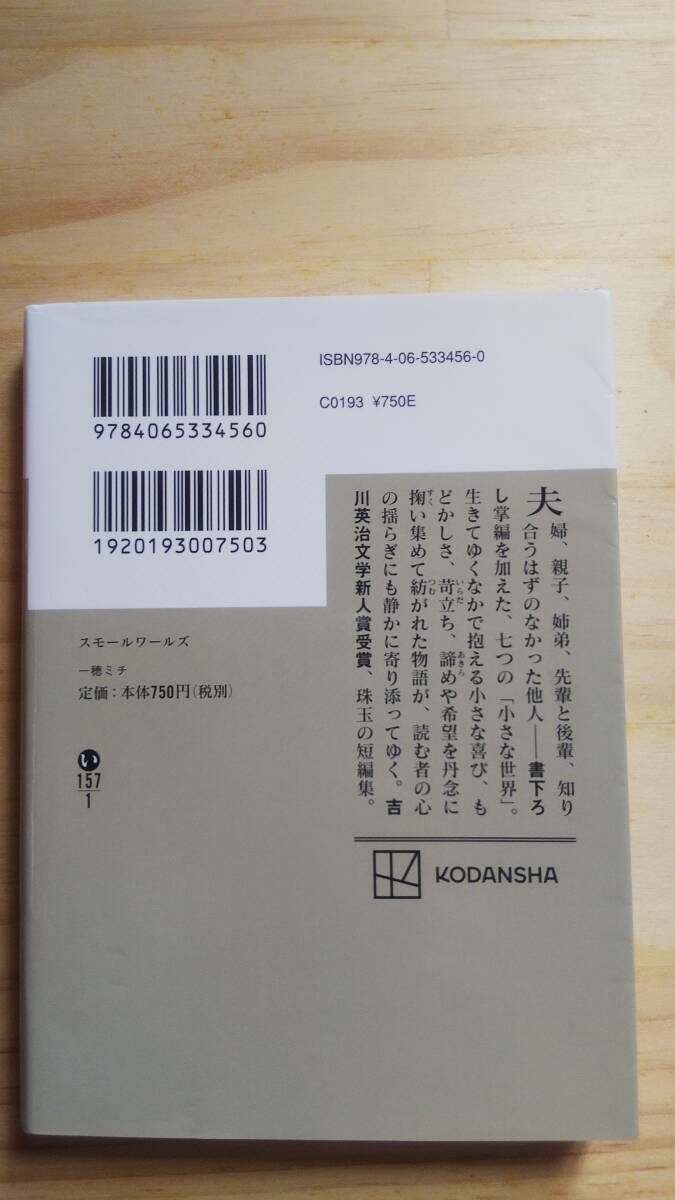 ISBN978-4-06-533456-0
C0193 ¥750E
9784065334560
1920193007503
夫婦、親子、姉弟、先輩と後輩、知り
合うはずのなかった他人――書下ろ
し掌編を加えた、七つの「小さな世界」。
生きてゆくなかで抱える小さな喜び、も
どかしさ、苛立ち、諦めや希望を丹念に
掬い集めて紡がれた物語が、読む者の心
の揺らぎにも静かに寄り添ってゆく。吉
川英治文学新人賞受賞、珠玉の短編集。
KODANSHA
スモールワールズ
一穂ミチ
定価:本体750円(税別)
い
157
1